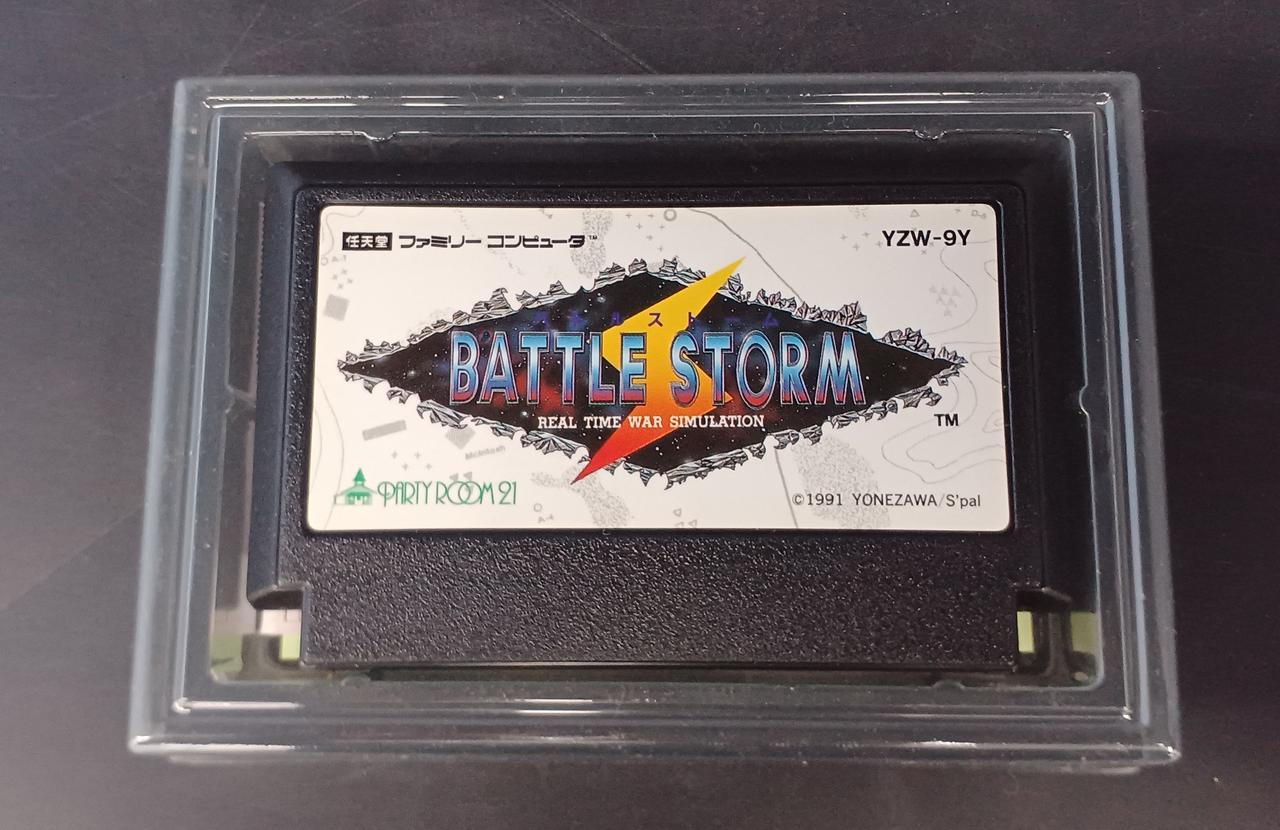 任天堂 ファミリー コンピュータ™
YZW-9Y
バトルストーム
BATTLE STORM
REAL TIME WAR SIMULATION
TM
Mcintosh
PARTY ROOM 21
©1991 YONEZAWA/S'pal